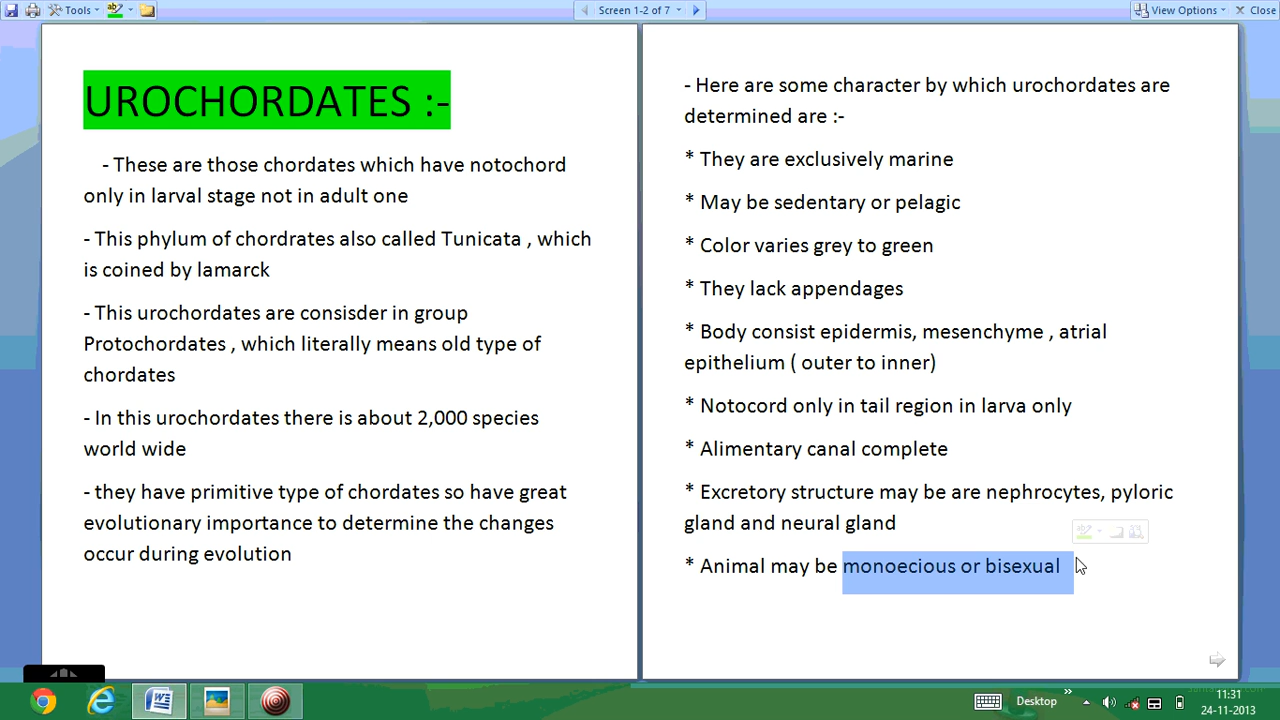 Tools
Screen 1-2 of 7
View Options
Close
UROCHORDATES :-
- These are those chordates which have notochord
only in larval stage not in adult one
- This phylum of chordrates also called Tunicata , which
is coined by lamarck
- This urochordates are consisder in group
Protochordates , which literally means old type of
chordates
- In this urochordates there is about 2,000 species
world wide
- they have primitive type of chordates so have great
evolutionary importance to determine the changes
occur during evolution
- Here are some character by which urochordates are
determined are :-
* They are exclusively marine
* May be sedentary or pelagic
* Color varies grey to green
* They lack appendages
* Body consist epidermis, mesenchyme , atrial
epithelium ( outer to inner)
* Notocord only in tail region in larva only
* Alimentary canal complete
* Excretory structure may be are nephrocytes, pyloric
gland and neural gland
* Animal may be monoecious or bisexual
Desktop
11:31
24-11-2013